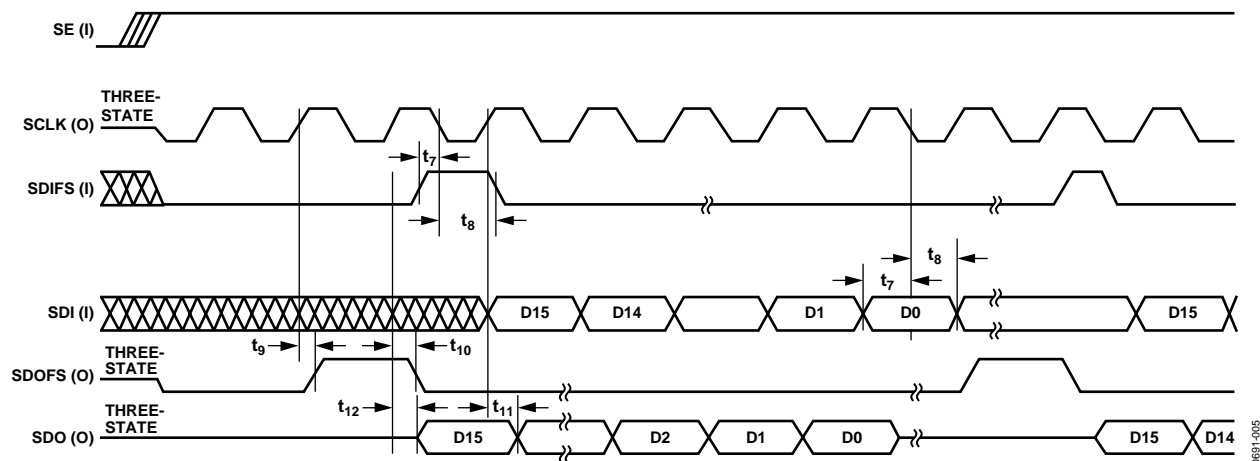 SE (I)
THREE-
STATE
SCLK (O)
t7
SDIFS (I)
t8
t8
t7
SDI (I)
D15
D14
D1
D0
D15
t9
t10
THREE-
STATE
SDOFS (O)
t12
t11
THREE-
STATE
SDO (O)
D15
D2
D1
D0
D15
D14